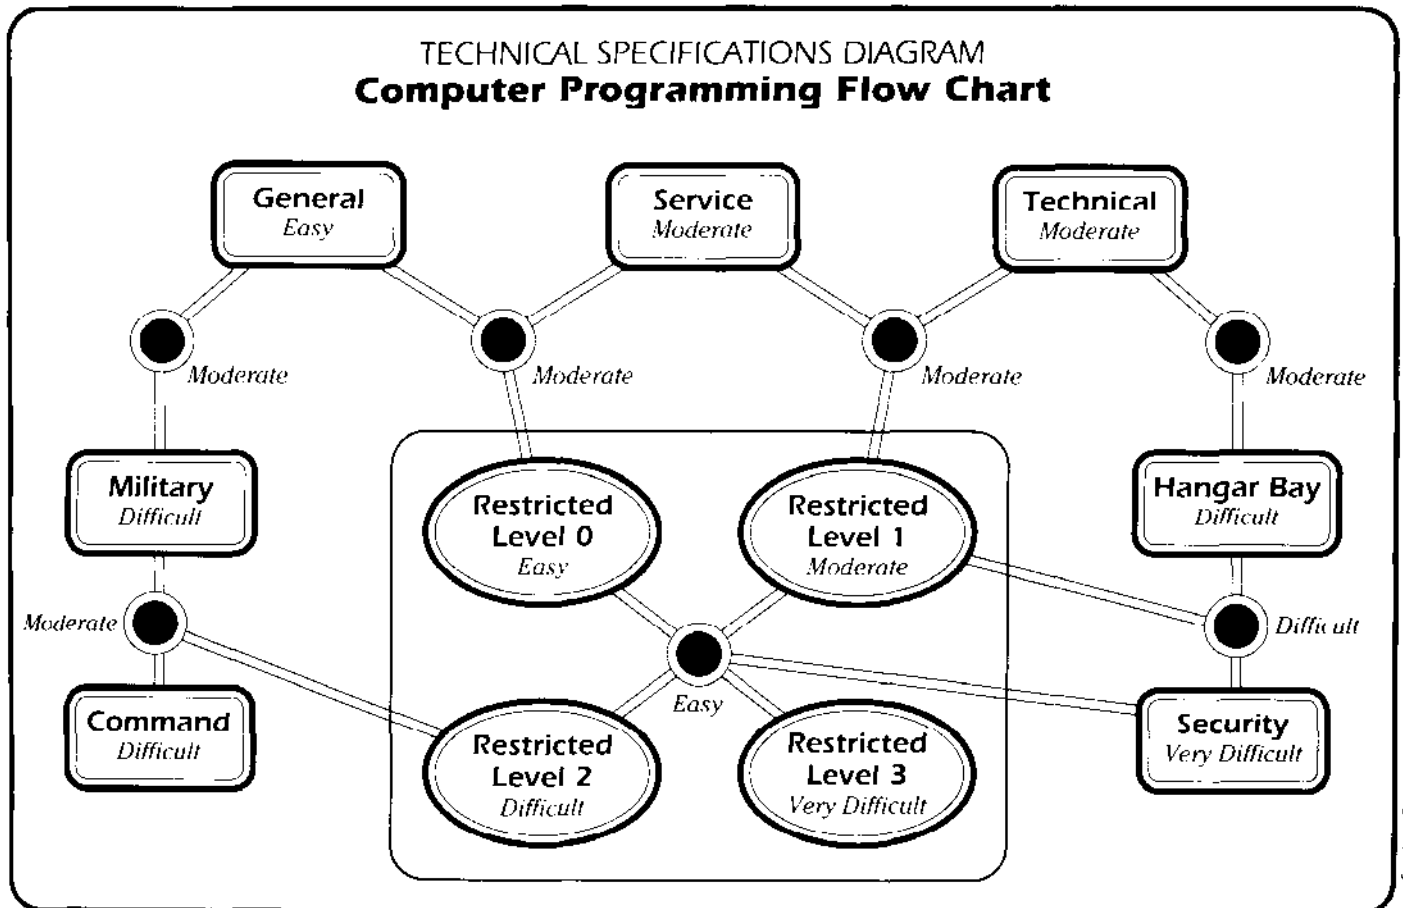 TECHNICAL SPECIFICATIONS DIAGRAM
Computer Programming Flow Chart
General
Easy
Service
Moderate
Technical
Moderate
Moderate
Moderate
Moderate
Moderate
Military
Difficult
Restricted
Level 0
Easy
Restricted
Level 1
Moderate
Hangar Bay
Difficult
Moderate
Difficult
Easy
Command
Difficult
Restricted
Level 2
Difficult
Restricted
Level 3
Very Difficult
Security
Very Difficult